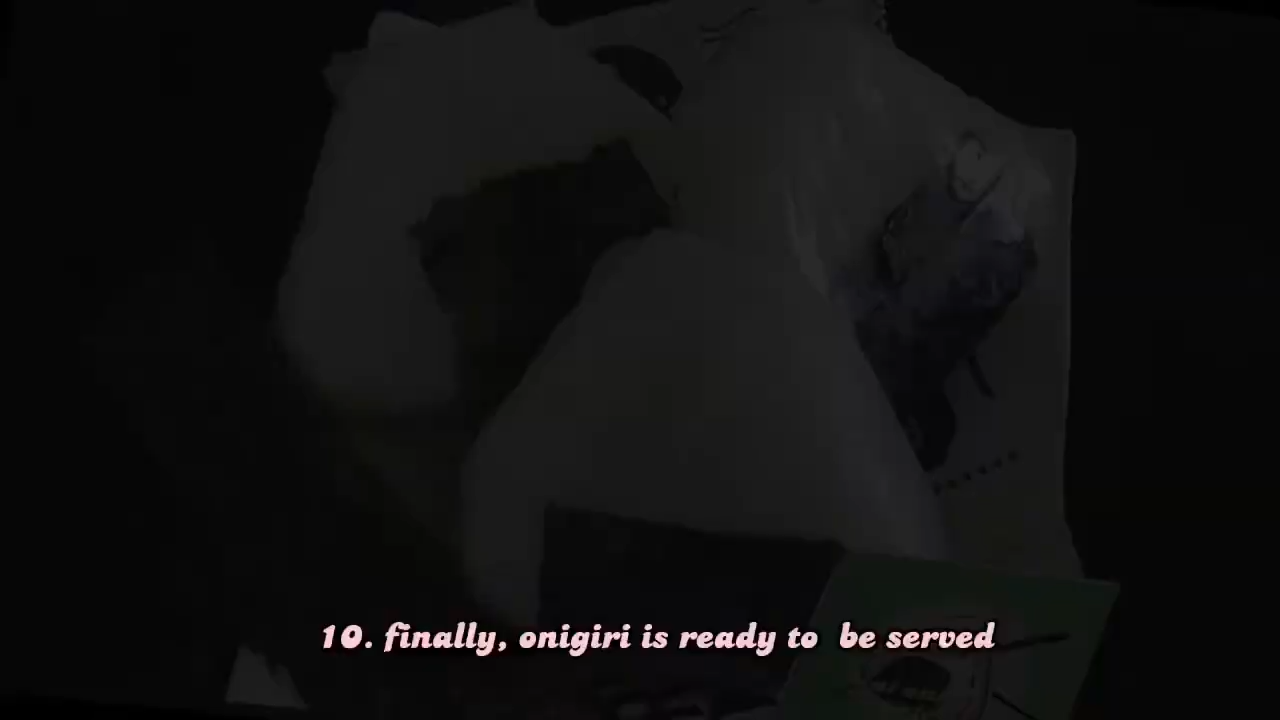 10. finally, onigiri is ready to  be served